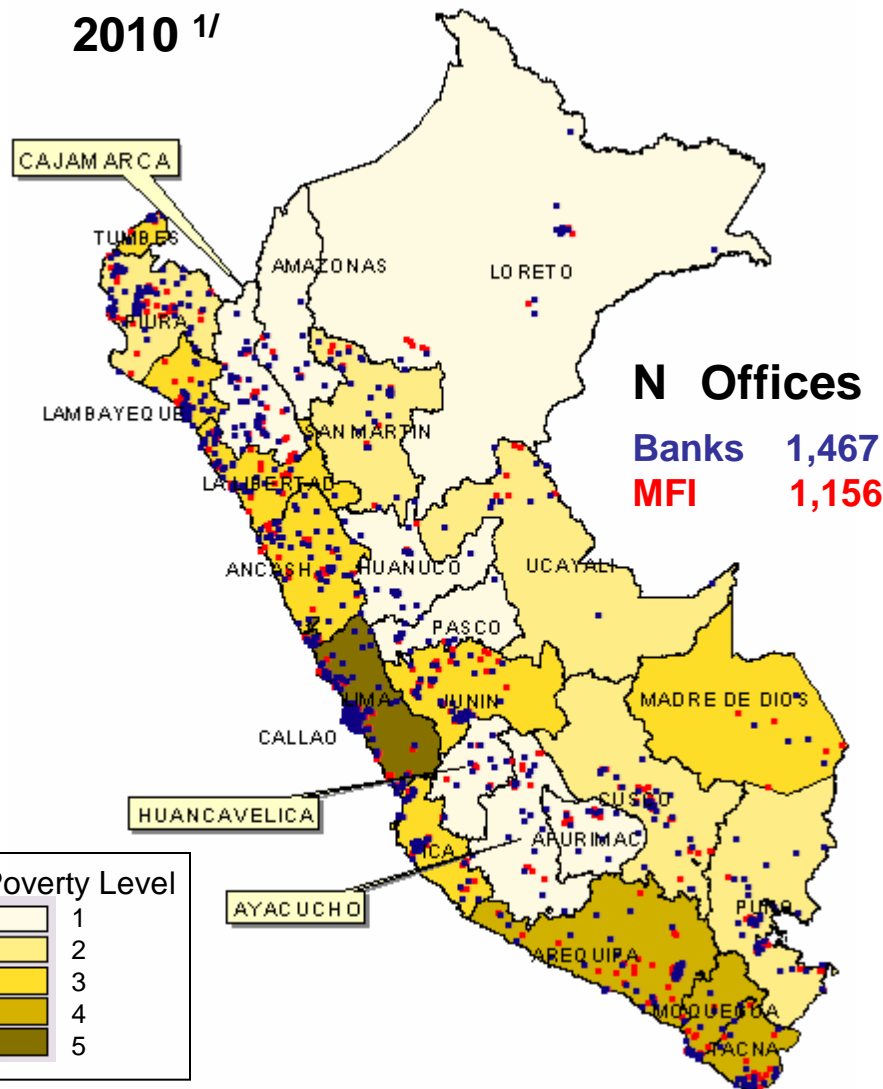 2010 1/
CAJAMARCA
TUMBES
AMAZONAS
LORETO
PIURA
N Offices
LAMBAYEQUE
SAN MARTIN
Banks 1,467
MFI 1,156
LA LIBERTAD
ANCASH
HUANUCO
UCAYALI
PASCO
LIMA
JUNIN
MADRE DE DIOS
CALLAO
HUANCAVELICA
CUSCO
ICA
APURIMAC
Poverty Level
AYACUCHO
PUNO
1
2
3
AREQUIPA
4
MOQUEGUA
5
TACNA